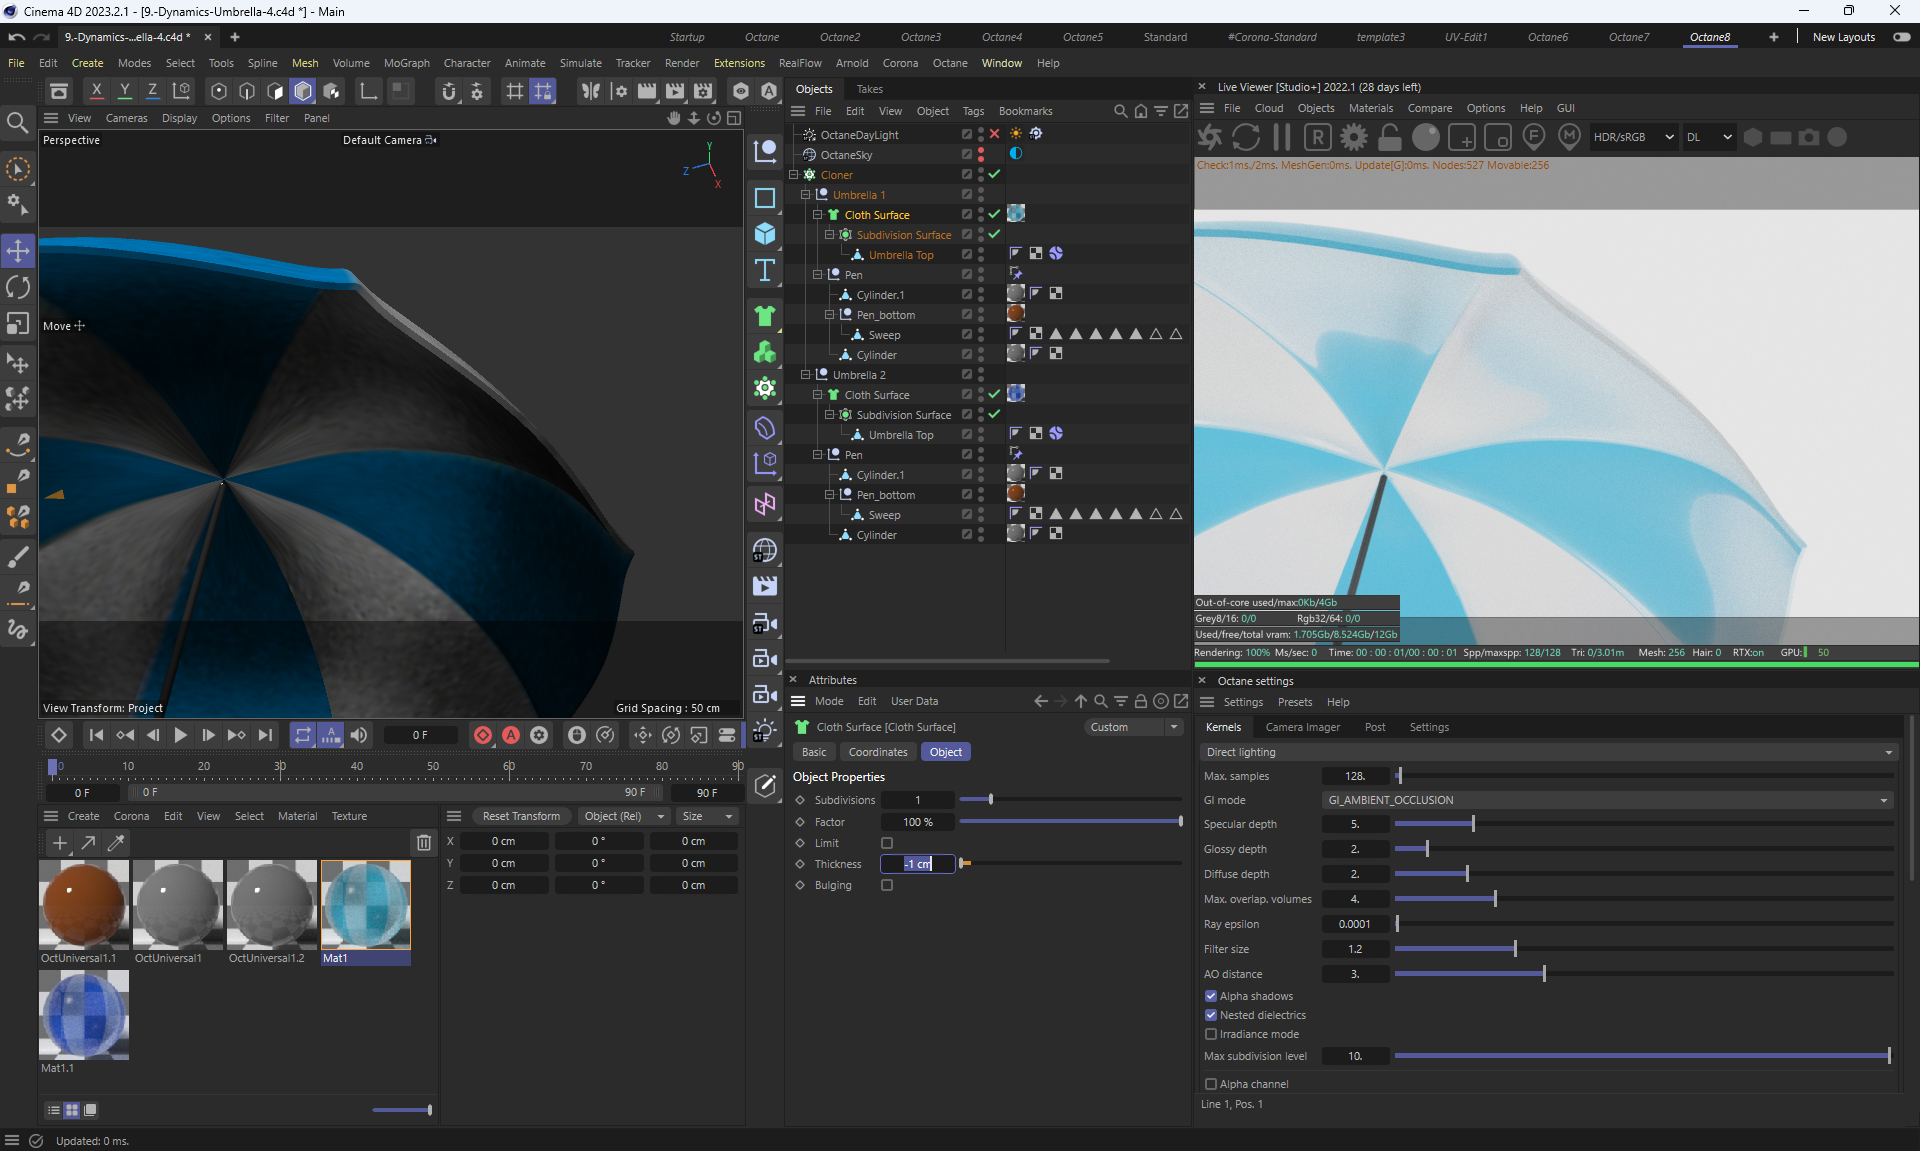 Cinema 4D 2023.2.1 - [9.-Dynamics-Umbrella-4.c4d *] - Main
9.-Dynamics-...ella-4.c4d *
Startup Octane Octane2 Octane3 Octane4 Octane5 Standard #Corona-Standard template3 UV-Edit1 Octane6 Octane7 Octane8 New Layouts
File Edit Create Modes Select Tools Spline Mesh Volume MoGraph Character Animate Simulate Tracker Render Extensions RealFlow Arnold Corona Octane Window Help
X Y Z
View Cameras Display Options Filter Panel
Perspective
Default Camera
Y
Z
X
Move
View Transform: Project
Grid Spacing : 50 cm
0 F
0 10 20 30 40 50 60 70 80 90
0 F 0 F 90 F 90 F
Create Corona Edit View Select Material Texture
OctUniversal1.1 OctUniversal1 OctUniversal1.2 Mat1
Mat1.1
Reset Transform Object (Rel) Size
X 0 cm 0 ° 0 cm
Y 0 cm 0 ° 0 cm
Z 0 cm 0 ° 0 cm
Updated: 0 ms.
ST
ST
Objects Takes
File Edit View Object Tags Bookmarks
OctaneDayLight
OctaneSky
Cloner
Umbrella 1
Cloth Surface
Subdivision Surface
Umbrella Top
Pen
Cylinder.1
Pen_bottom
Sweep
Cylinder
Umbrella 2
Cloth Surface
Subdivision Surface
Umbrella Top
Pen
Cylinder.1
Pen_bottom
Sweep
Cylinder
Attributes
Mode Edit User Data
Cloth Surface [Cloth Surface] Custom
Basic Coordinates Object
Object Properties
Subdivisions 1
Factor 100 %
Limit
Thickness -1 cm
Bulging
Live Viewer [Studio+] 2022.1 (28 days left)
File Cloud Objects Materials Compare Options Help GUI
R F M HDR/sRGB DL
Check:1ms./2ms. MeshGen:0ms. Update[G]:0ms. Nodes:527 Movable:256
Out-of-core used/max:0Kb/4Gb
Grey8/16: 0/0 Rgb32/64: 0/0
Used/free/total vram: 1.705Gb/8.524Gb/12Gb
Rendering: 100% Ms/sec: 0 Time: 00 : 00 : 01/00 : 00 : 01 Spp/maxspp: 128/128 Tri: 0/3.01m Mesh: 256 Hair: 0 RTX:on GPU: 50
Octane settings
Settings Presets Help
Kernels Camera Imager Post Settings
Direct lighting
Max. samples 128.
GI mode GI_AMBIENT_OCCLUSION
Specular depth 5.
Glossy depth 2.
Diffuse depth 2.
Max. overlap. volumes 4.
Ray epsilon 0.0001
Filter size 1.2
AO distance 3.
Alpha shadows
Nested dielectrics
Irradiance mode
Max subdivision level 10.
Alpha channel
Line 1, Pos. 1